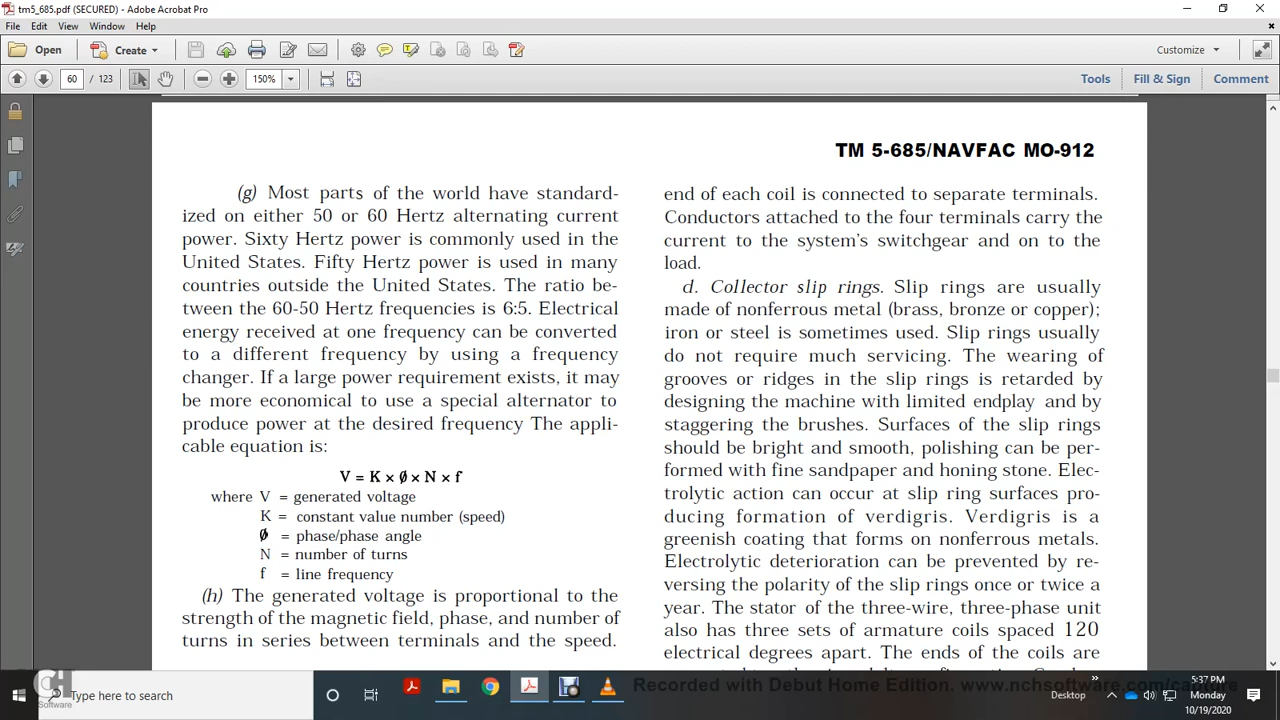 tm5_685.pdf (SECURED) - Adobe Acrobat Pro
File Edit View Window Help
Open Create Customize
60 / 123 150% Tools Fill & Sign Comment
TM 5-685/NAVFAC MO-912
(g) Most parts of the world have standard-
ized on either 50 or 60 Hertz alternating current
power. Sixty Hertz power is commonly used in the
United States. Fifty Hertz power is used in many
countries outside the United States. The ratio be-
tween the 60-50 Hertz frequencies is 6:5. Electrical
energy received at one frequency can be converted
to a different frequency by using a frequency
changer. If a large power requirement exists, it may
be more economical to use a special alternator to
produce power at the desired frequency The appli-
cable equation is:
V = K × ∅ × N × f
where V = generated voltage
K = constant value number (speed)
∅ = phase/phase angle
N = number of turns
f = line frequency
(h) The generated voltage is proportional to the
strength of the magnetic field, phase, and number of
turns in series between terminals and the speed.
end of each coil is connected to separate terminals.
Conductors attached to the four terminals carry the
current to the system's switchgear and on to the
load.
d. Collector slip rings. Slip rings are usually
made of nonferrous metal (brass, bronze or copper);
iron or steel is sometimes used. Slip rings usually
do not require much servicing. The wearing of
grooves or ridges in the slip rings is retarded by
designing the machine with limited endplay and by
staggering the brushes. Surfaces of the slip rings
should be bright and smooth, polishing can be per-
formed with fine sandpaper and honing stone. Elec-
trolytic action can occur at slip ring surfaces pro-
ducing formation of verdigris. Verdigris is a
greenish coating that forms on nonferrous metals.
Electrolytic deterioration can be prevented by re-
versing the polarity of the slip rings once or twice a
year. The stator of the three-wire, three-phase unit
also has three sets of armature coils spaced 120
electrical degrees apart. The ends of the coils are
Type here to search
Recorded with Debut Home Edition. www.nchsoftware.com/capture
NCH Software
Desktop
5:37 PM
Monday
10/19/2020